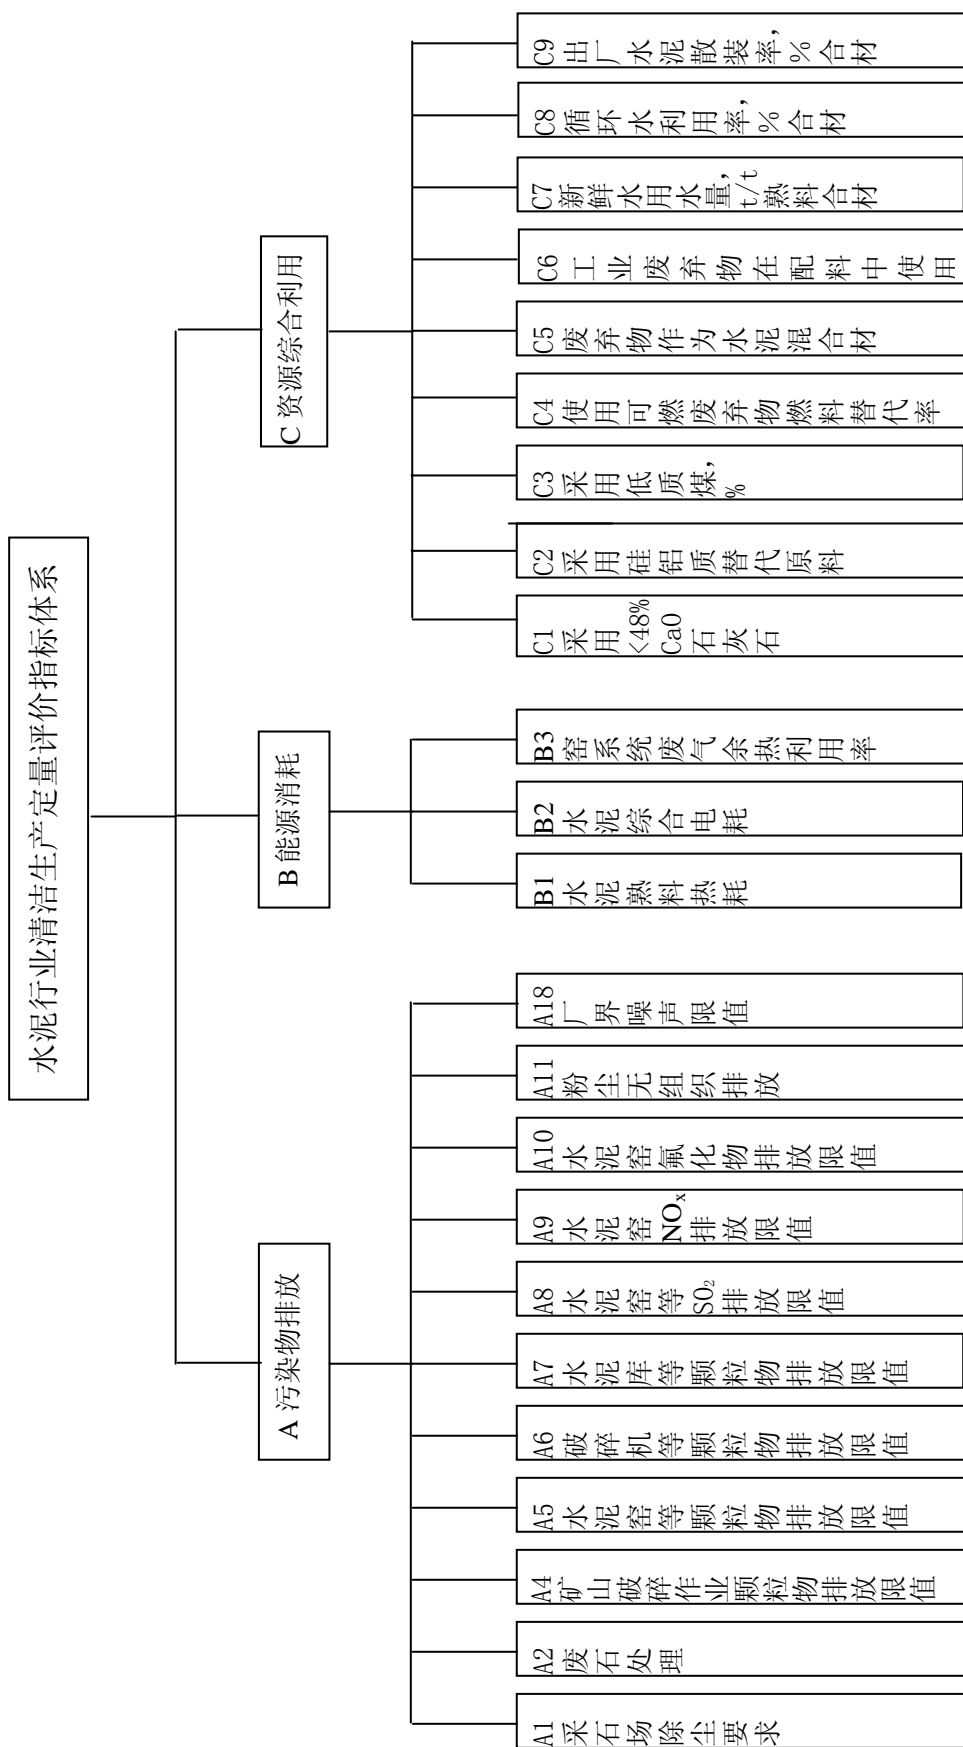 水泥行业清洁生产定量评价指标体系
A 污染物排放
B 能源消耗
C 资源综合利用
A1 采石场除尘要求
A2 废石处理
A4 矿山破碎作业颗粒物排放限值
A5 水泥窑等颗粒物排放限值
A6 破碎机等颗粒物排放限值
A7 水泥库等颗粒物排放限值
A8 水泥窑等SO₂排放限值
A9 水泥窑NOₓ排放限值
A10 水泥窑氟化物排放限值
A11 粉尘无组织排放
A18 厂界噪声限值
B1 水泥熟料热耗
B2 水泥综合电耗
B3 窑系统废气余热利用率
C1 采用<48%CaO石灰石
C2 采用硅铝质替代原料
C3 采用低质煤，%
C4 使用可燃废弃物燃料替代率
C5 废弃物作为水泥混合材
C6 工业废弃物在配料中使用
C7 新鲜水用水量，t/t熟料合材
C8 循环水利用率，%合材
C9 出厂水泥散装率，%合材